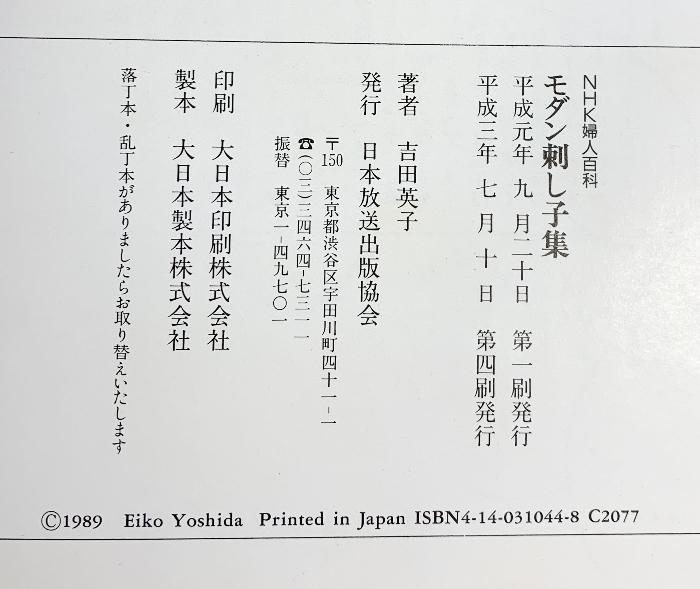 NHK婦人百科
モダン刺し子集
平成元年 九 月二十日 第一刷発行
平成三年 七 月 十 日 第四刷発行
著者 吉田英子
発行 日本放送出版協会
〒150 東京都渋谷区宇田川町四十一-一
☎(〇三)三四六四-七三一一
振替 東京一-四九七〇一
印刷 大日本印刷株式会社
製本 大日本製本株式会社
落丁本・乱丁本がありましたらお取り替えいたします
©1989 Eiko Yoshida Printed in Japan ISBN4-14-031044-8 C2077